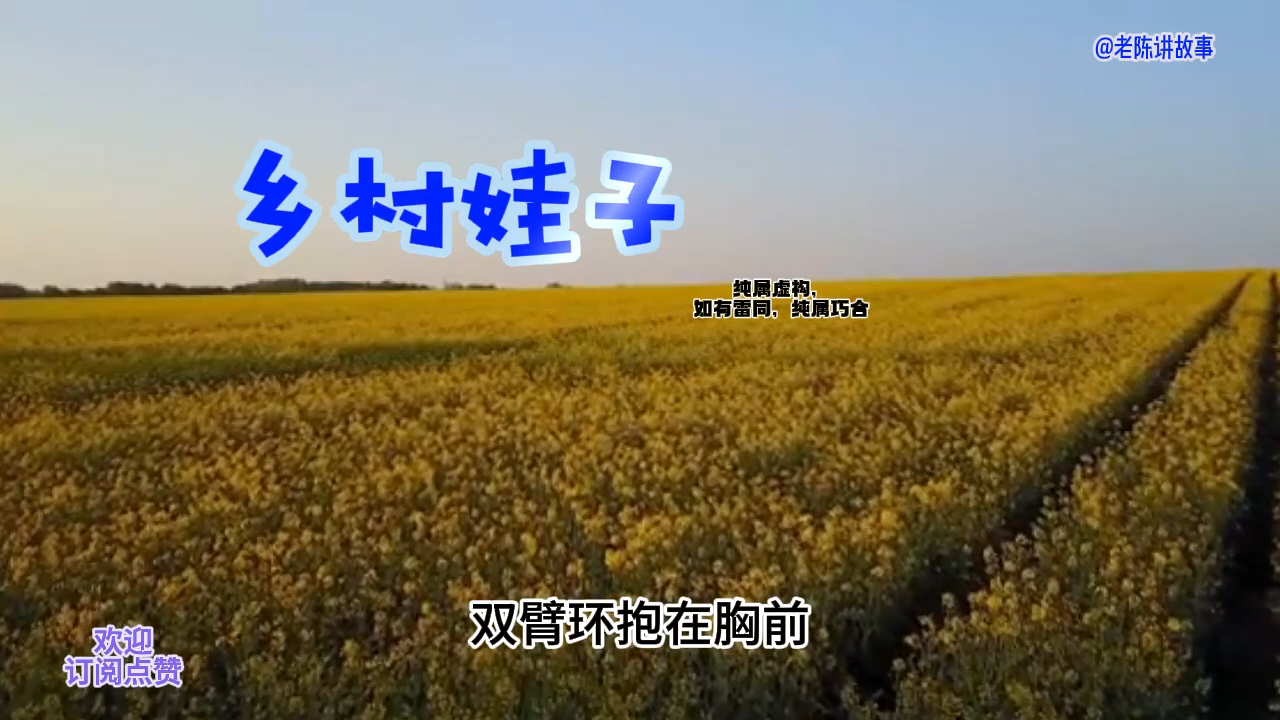 @老陈讲故事
乡村娃子
纯属虚构，
如有雷同，纯属巧合
双臂环抱在胸前
欢迎
订阅点赞